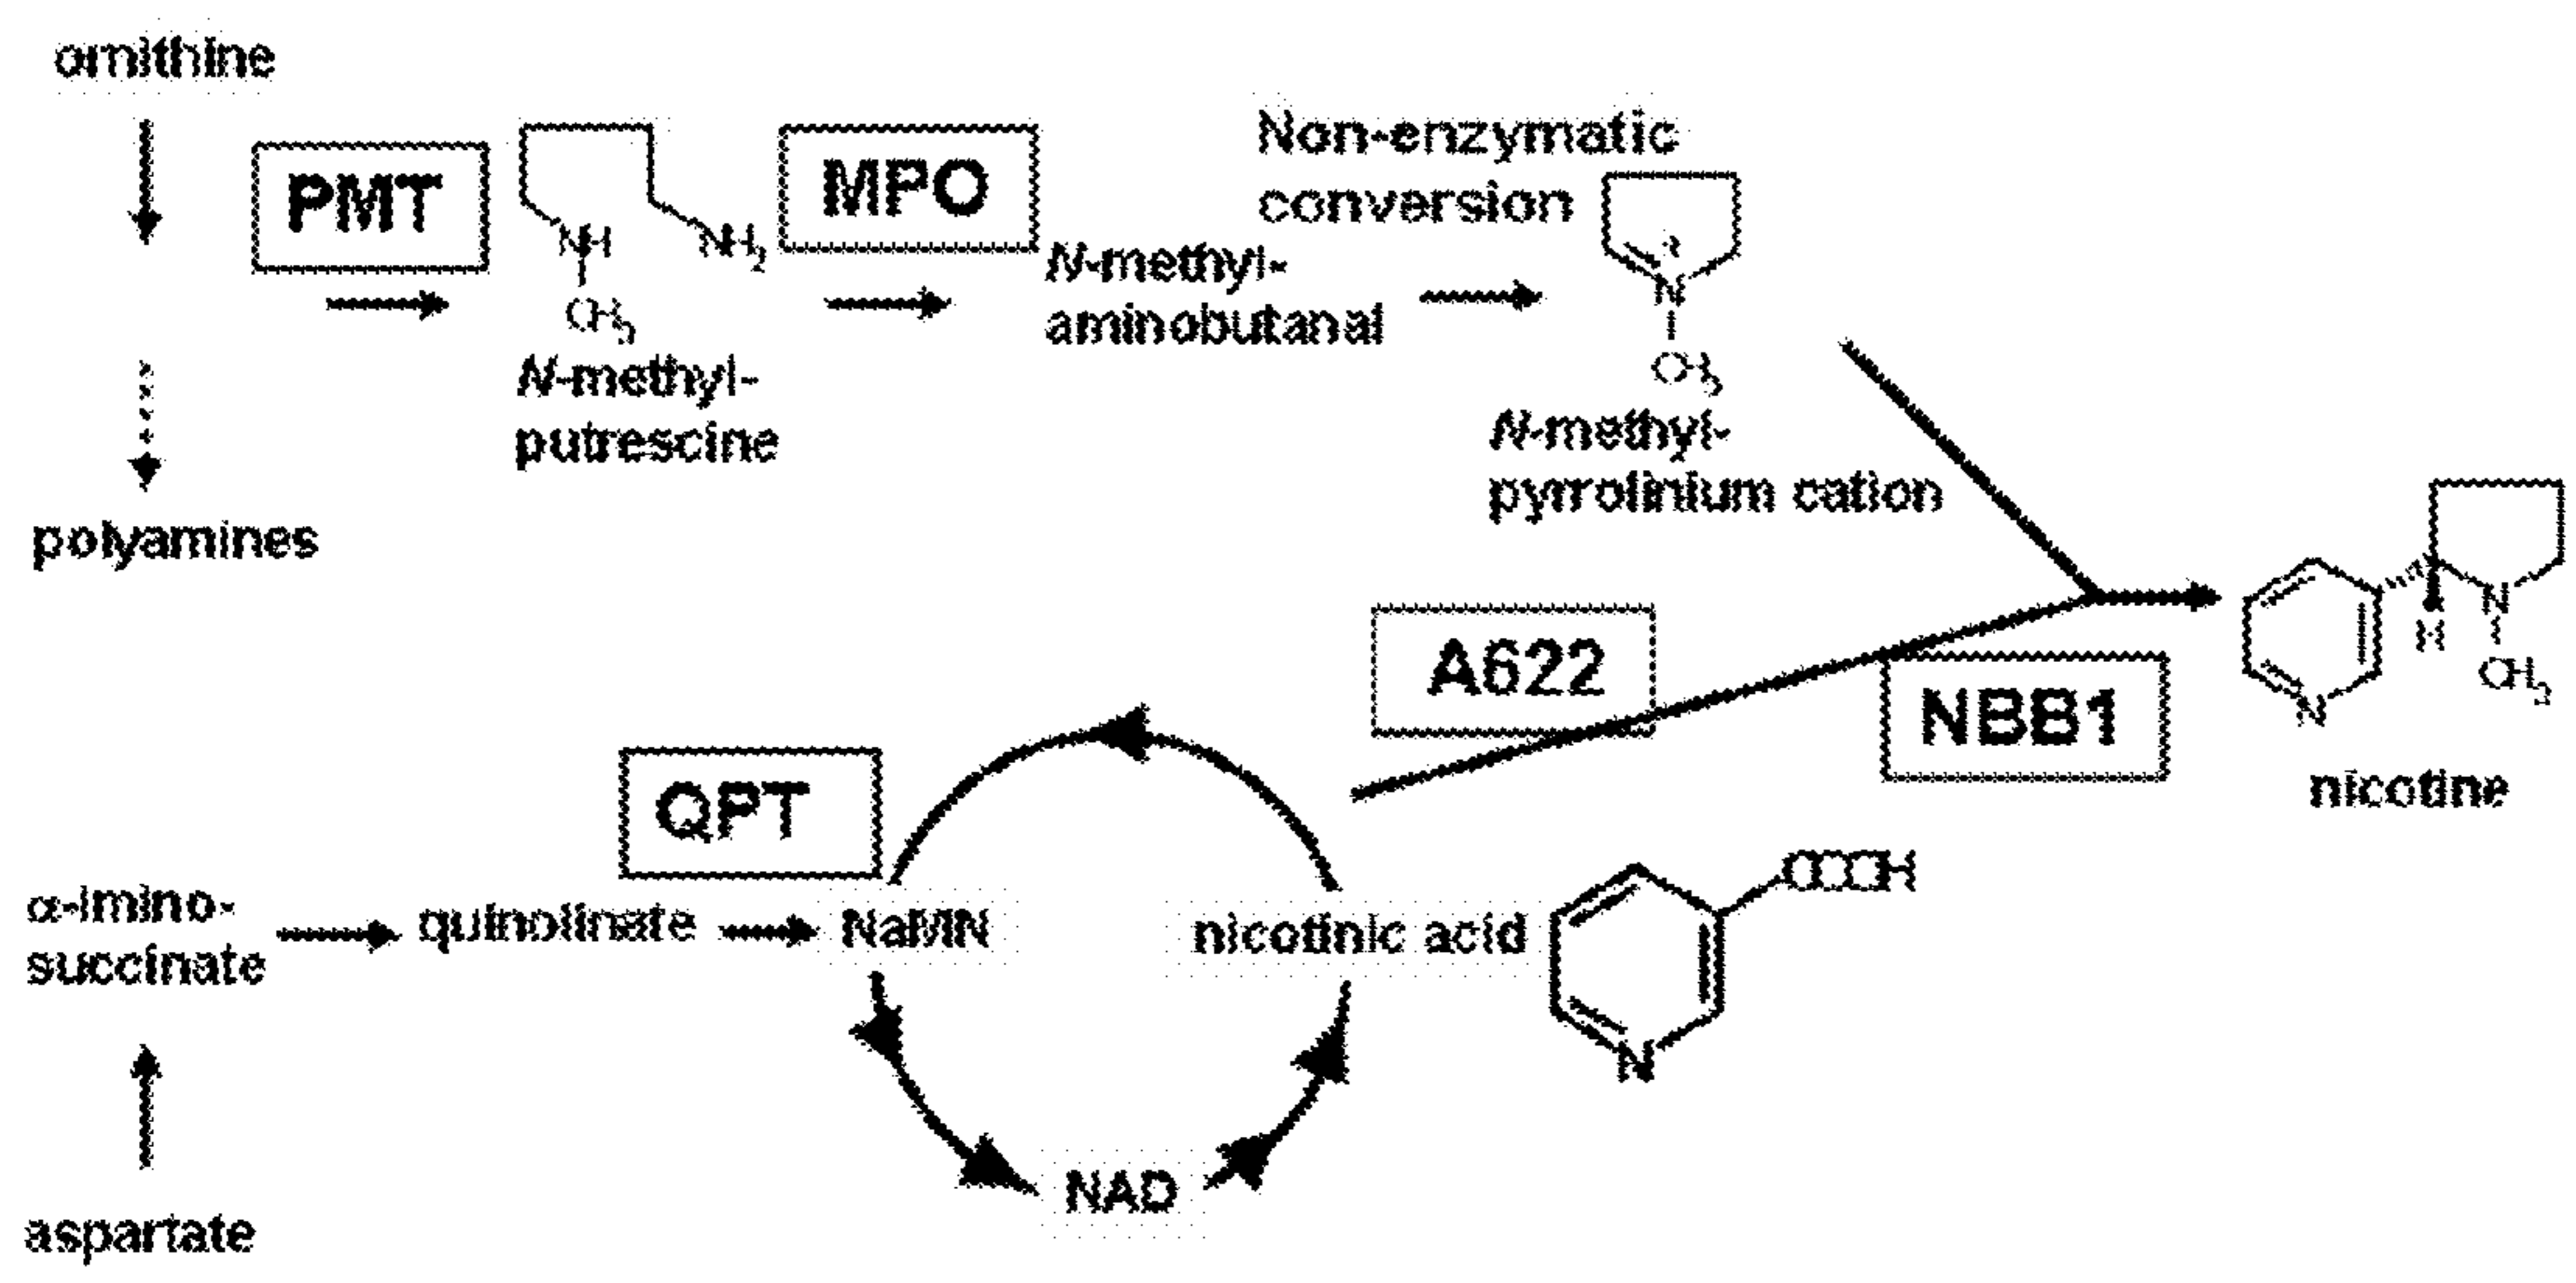 ornithine
PMT
NH
NH2
CH3
N-methyl-
putrescine
MPO
N-methyl-
aminobutanal
Non-enzymatic
conversion
N
CH3
N-methyl-
pyrrolinium cation
polyamines
A622
NBB1
H
N
CH3
N
nicotine
QPT
α-imino-
succinate
quinolinate
NaMN
nicotinic acid
COOH
N
NAD
aspartate